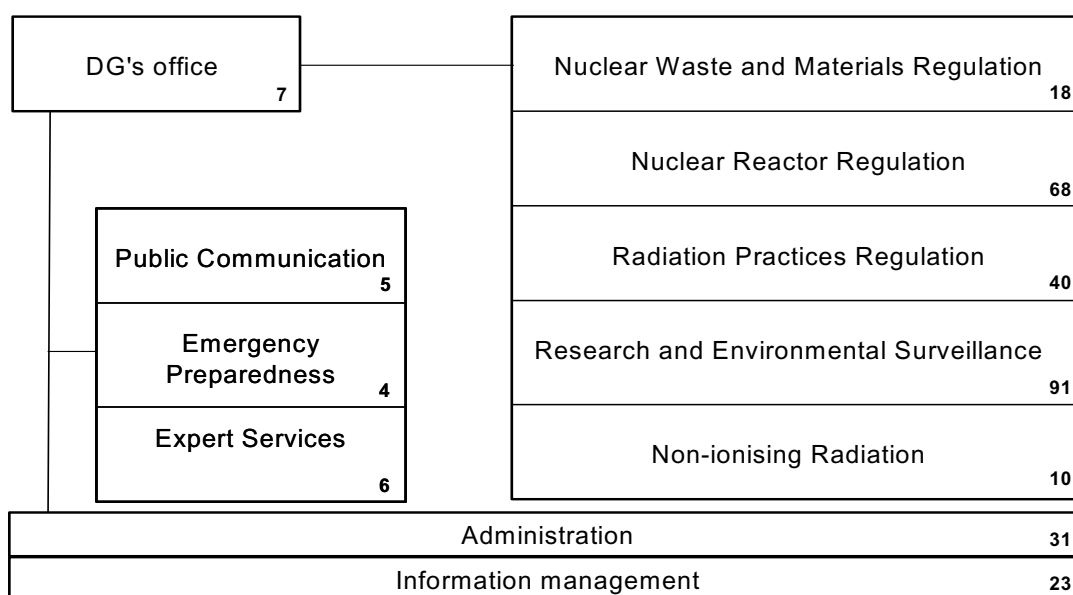 DG's office
7
Nuclear Waste and Materials Regulation
18
Nuclear Reactor Regulation
68
Radiation Practices Regulation
40
Research and Environmental Surveillance
91
Non-ionising Radiation
10
Public Communication
5
Emergency
Preparedness
4
Expert Services
6
Administration
31
Information management
23